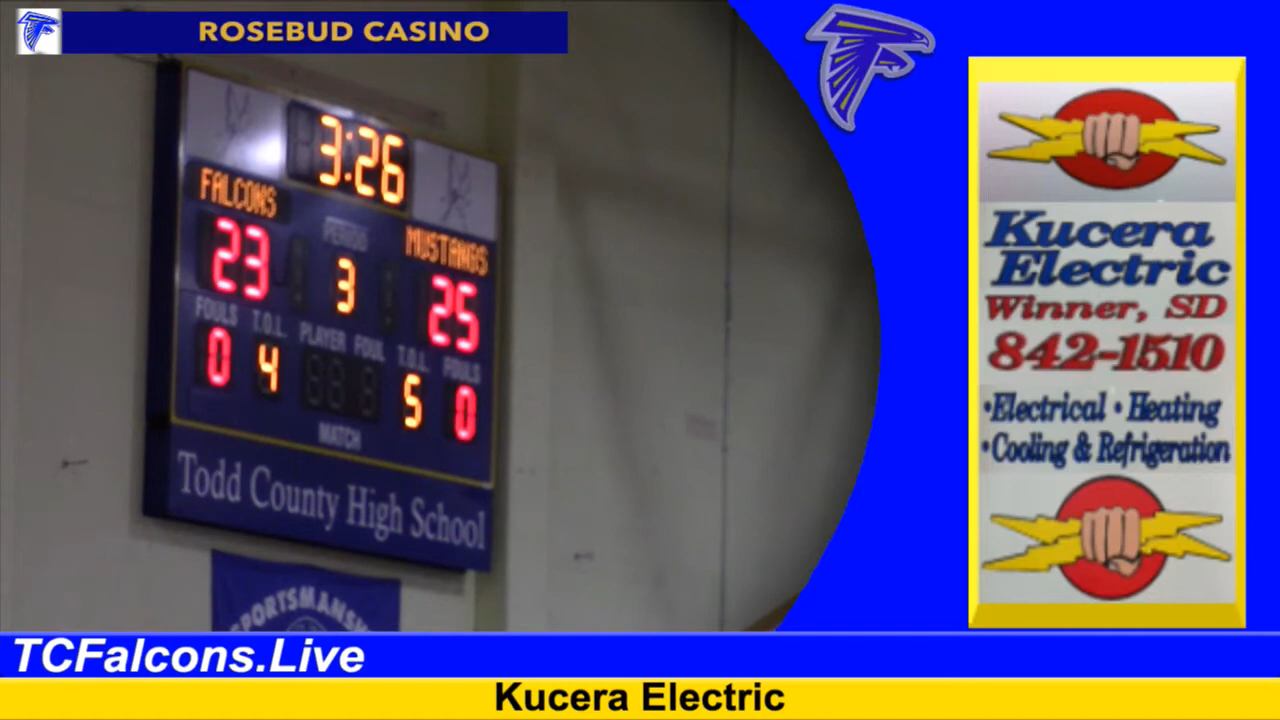 ROSEBUD CASINO
3:26
FALCONS
PERIOD
MUSTANGS
23
3
25
FOULS T.O.L. PLAYER FOUL T.O.L. FOULS
0 4 5 0
MATCH
Todd County High School
SPORTSMANSH
Kucera
Electric
Winner, SD
842-1510
•Electrical • Heating
•Cooling & Refrigeration
TCFalcons.Live
Kucera Electric